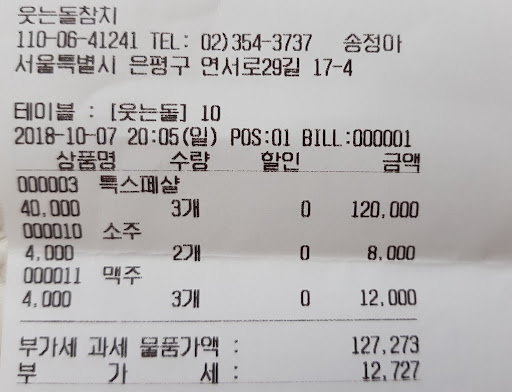 웃는돌참치
110-06-41241 TEL: 02)354-3737 송정아
서울특별시 은평구 연서로29길 17-4
테이블 : [웃는돌] 10
2018-10-07 20:05(일) POS:01 BILL:000001
상품명 수량 할인 금액
000003 특스페샬
40,000 3개 0 120,000
000010 소주
4,000 2개 0 8,000
000011 맥주
4,000 3개 0 12,000
부가세 과세 물품가액 : 127,273
부 가 세 : 12,727